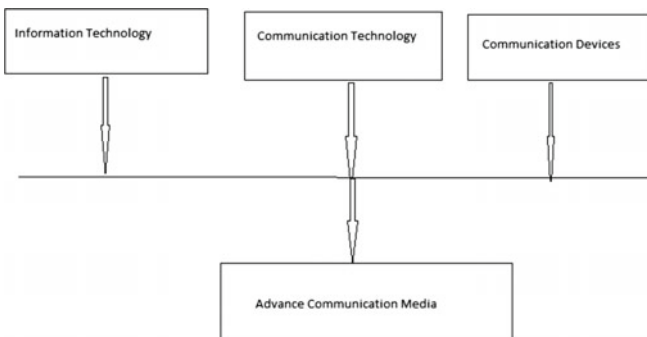 Information Technology
Communication Technology
Communication Devices
Advance Communication Media